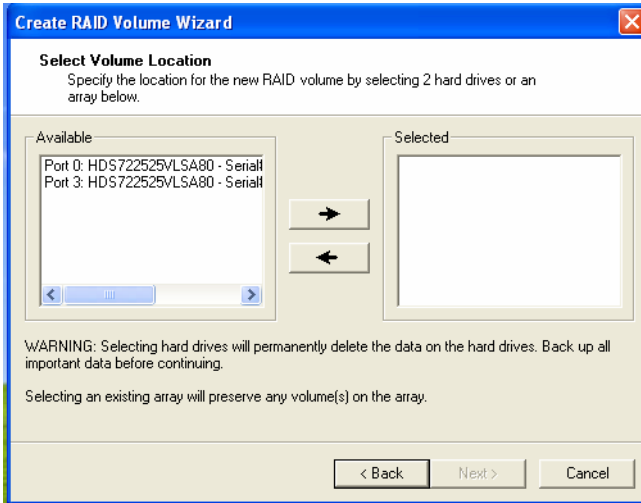 Create RAID Volume Wizard
Select Volume Location
Specify the location for the new RAID volume by selecting 2 hard drives or an
array below.
Available
Selected
Port 0: HDS722525VLSA80 - Serial#
Port 3: HDS722525VLSA80 - Serial#
WARNING: Selecting hard drives will permanently delete the data on the hard drives. Back up all
important data before continuing.
Selecting an existing array will preserve any volume(s) on the array.
< Back
Next >
Cancel